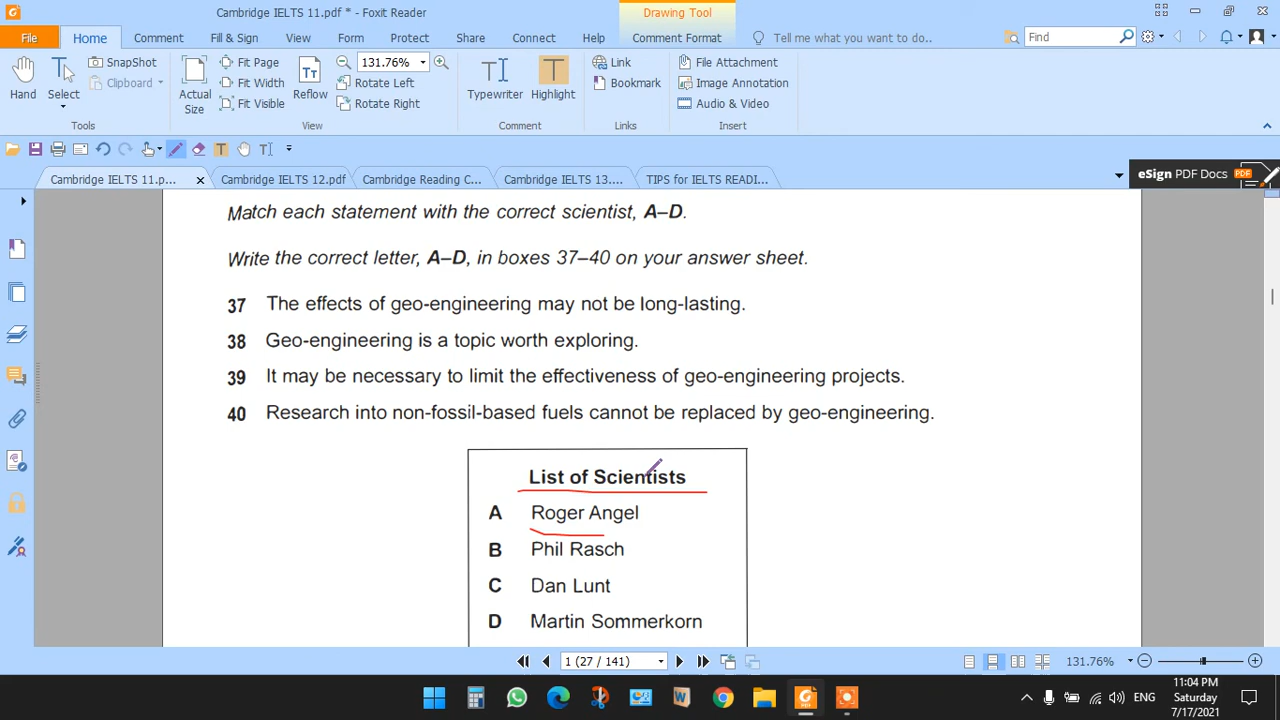 Cambridge IELTS 11.pdf * - Foxit Reader
Drawing Tool
File Home Comment Fill & Sign View Form Protect Share Connect Help Comment Format Tell me what you want to do... Find
SnapShot Fit Page 131.76% Rotate Left Link File Attachment
Clipboard Fit Width Rotate Right Bookmark Image Annotation
Hand Select Actual Size Fit Visible Reflow Typewriter Highlight Audio & Video
Tools View Comment Links Insert
Cambridge IELTS 11.p... Cambridge IELTS 12.pdf Cambridge Reading C... Cambridge IELTS 13.... TIPS for IELTS READI... eSign PDF Docs PDF
Match each statement with the correct scientist, A–D.
Write the correct letter, A–D, in boxes 37–40 on your answer sheet.
37 The effects of geo-engineering may not be long-lasting.
38 Geo-engineering is a topic worth exploring.
39 It may be necessary to limit the effectiveness of geo-engineering projects.
40 Research into non-fossil-based fuels cannot be replaced by geo-engineering.
List of Scientists
A Roger Angel
B Phil Rasch
C Dan Lunt
D Martin Sommerkorn
1 (27 / 141) 131.76%
11:04 PM
ENG Saturday
7/17/2021